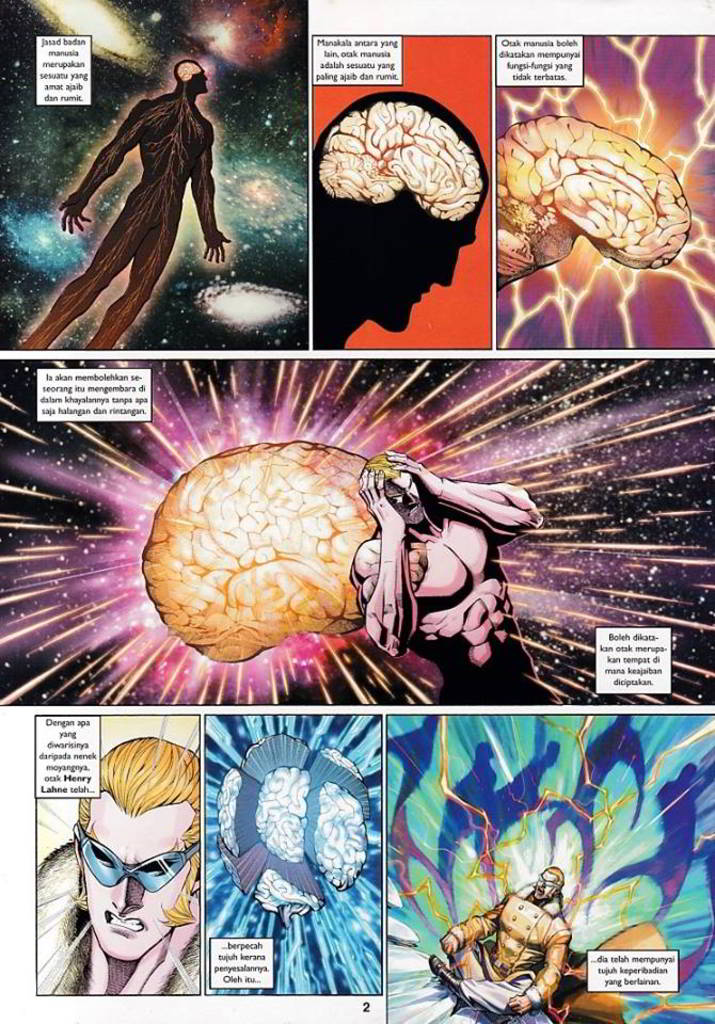 Jasad badan
manusia
merupakan
sesuatu yang
amat ajaib
dan rumit.
Manakala antara yang
lain, otak manusia
adalah sesuatu yang
paling ajaib dan rumit.
Otak manusia boleh
dikatakan mempunyai
fungsi-fungsi yang
tidak terbatas.
Ia akan membolehkan se-
seorang itu mengembara di
dalam khayalannya tanpa apa
saja halangan dan rintangan.
Boleh dikata-
kan otak merupa-
kan tempat di
mana keajaiban
diciptakan.
Dengan apa
yang
diwarisinya
daripada nenek
moyangnya,
otak Henry
Lahne telah...
...berpecah
tujuh kerana
penyesalannya.
Oleh itu...
...dia telah mempunyai
tujuh keperibadian
yang berlainan.
2